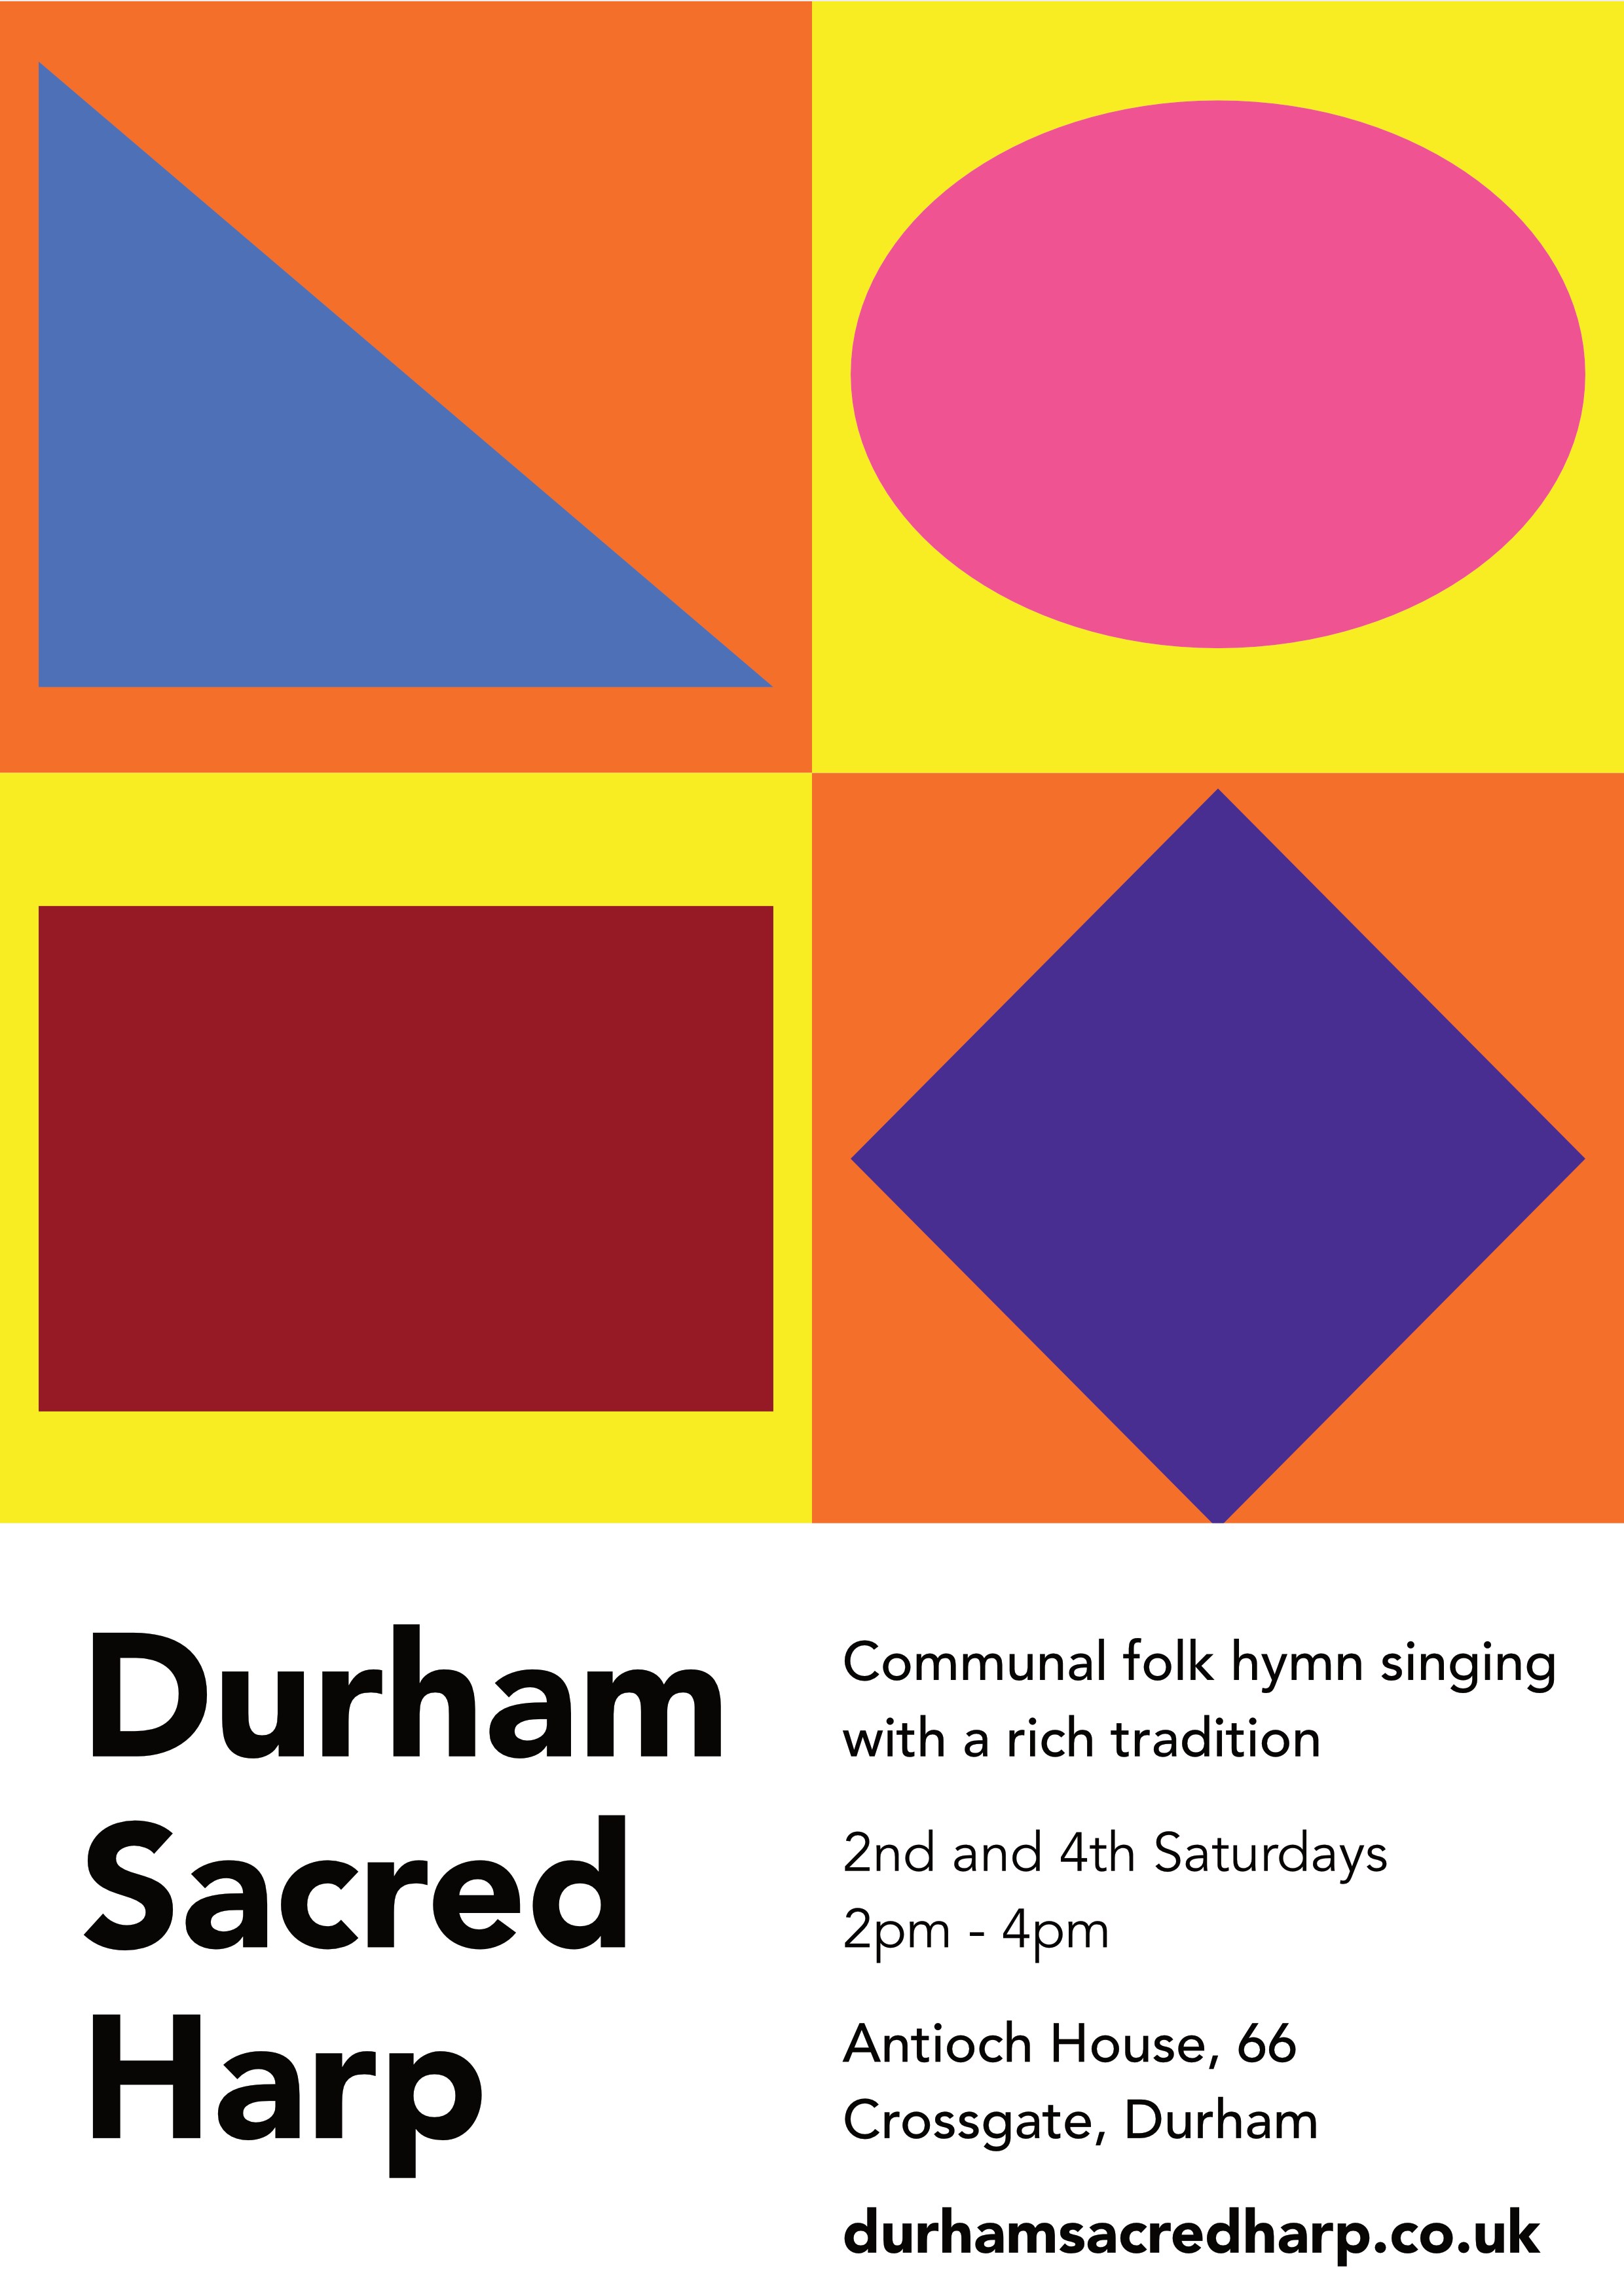 Durham
Sacred
Harp
Communal folk hymn singing
with a rich tradition
2nd and 4th Saturdays
2pm - 4pm
Antioch House, 66
Crossgate, Durham
durhamsacredharp.co.uk